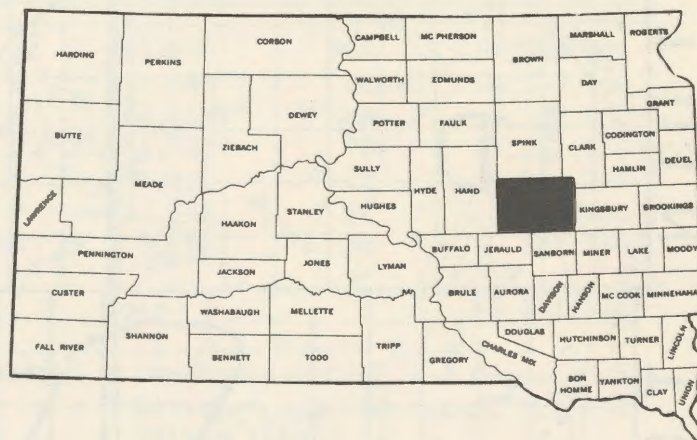 HARDING
PERKINS
CORSON
CAMPBELL
MC PHERSON
BROWN
MARSHALL
ROBERTS
WALWORTH
EDMUNDS
DAY
DEWEY
GRANT
BUTTE
POTTER
FAULK
SPINK
CODINGTON
CLARK
ZIEBACH
DEUEL
SULLY
HAMLIN
MEADE
HYDE
HAND
LAWRENCE
STANLEY
HUGHES
KINGSBURY
BROOKINGS
HAAKON
PENNINGTON
BUFFALO
JERAULD
SANBORN
MINER
LAKE
MOODY
JONES
LYMAN
JACKSON
CUSTER
BRULE
AURORA
DAVISON
HANSON
MC COOK
MINNEHAHA
WASHABAUGH
MELLETTE
DOUGLAS
SHANNON
TRIPP
CHARLES MIX
HUTCHINSON
TURNER
LINCOLN
FALL RIVER
BENNETT
TODD
GREGORY
BON
HOMME
YANKTON
CLAY
UNION